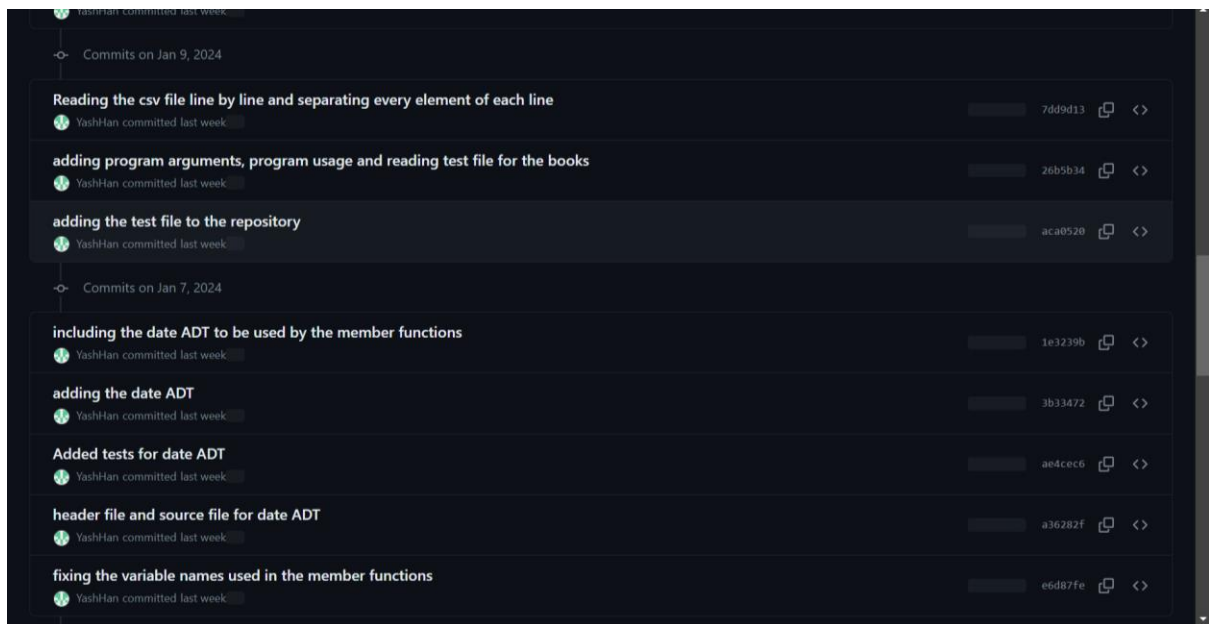 YashHan committed last week
Commits on Jan 9, 2024
Reading the csv file line by line and separating every element of each line
YashHan committed last week
7dd9d13
adding program arguments, program usage and reading test file for the books
YashHan committed last week
26b5b34
adding the test file to the repository
YashHan committed last week
aca0520
Commits on Jan 7, 2024
including the date ADT to be used by the member functions
YashHan committed last week
1e3239b
adding the date ADT
YashHan committed last week
3b33472
Added tests for date ADT
YashHan committed last week
ae4cec6
header file and source file for date ADT
YashHan committed last week
a36282f
fixing the variable names used in the member functions
YashHan committed last week
e6d87fe